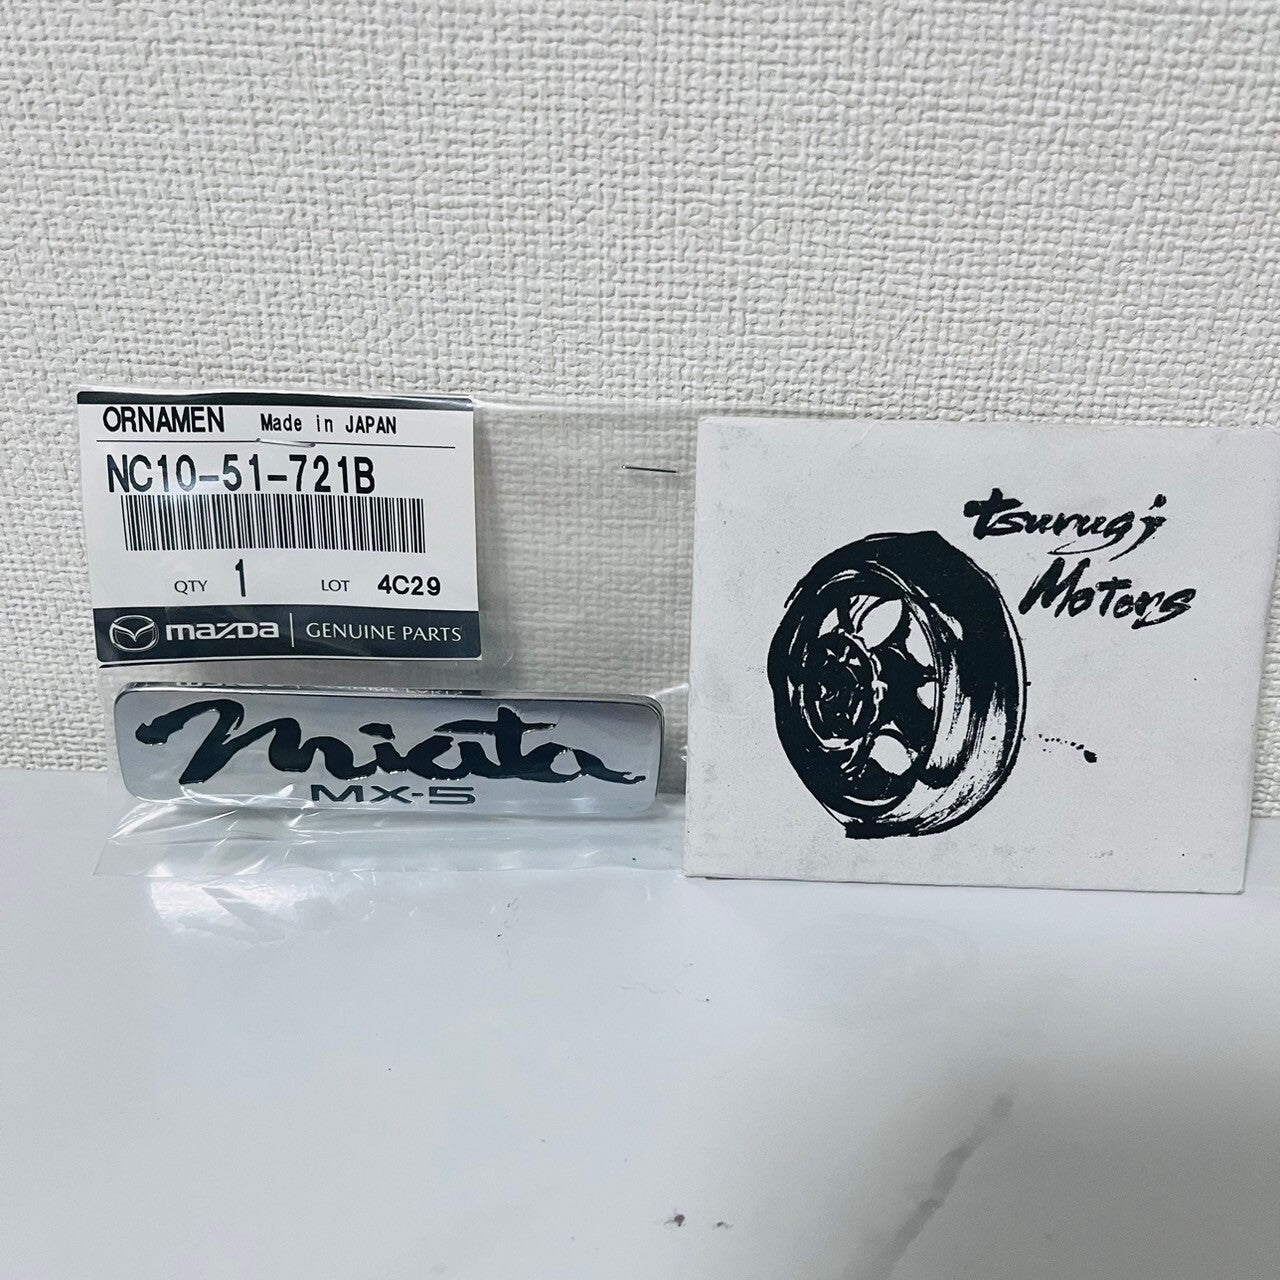 ORNAMEN Made in JAPAN
NC10-51-721B
QTY 1 LOT 4C29
mazda GENUINE PARTS
miata
MX-5
tsurugi
Motors